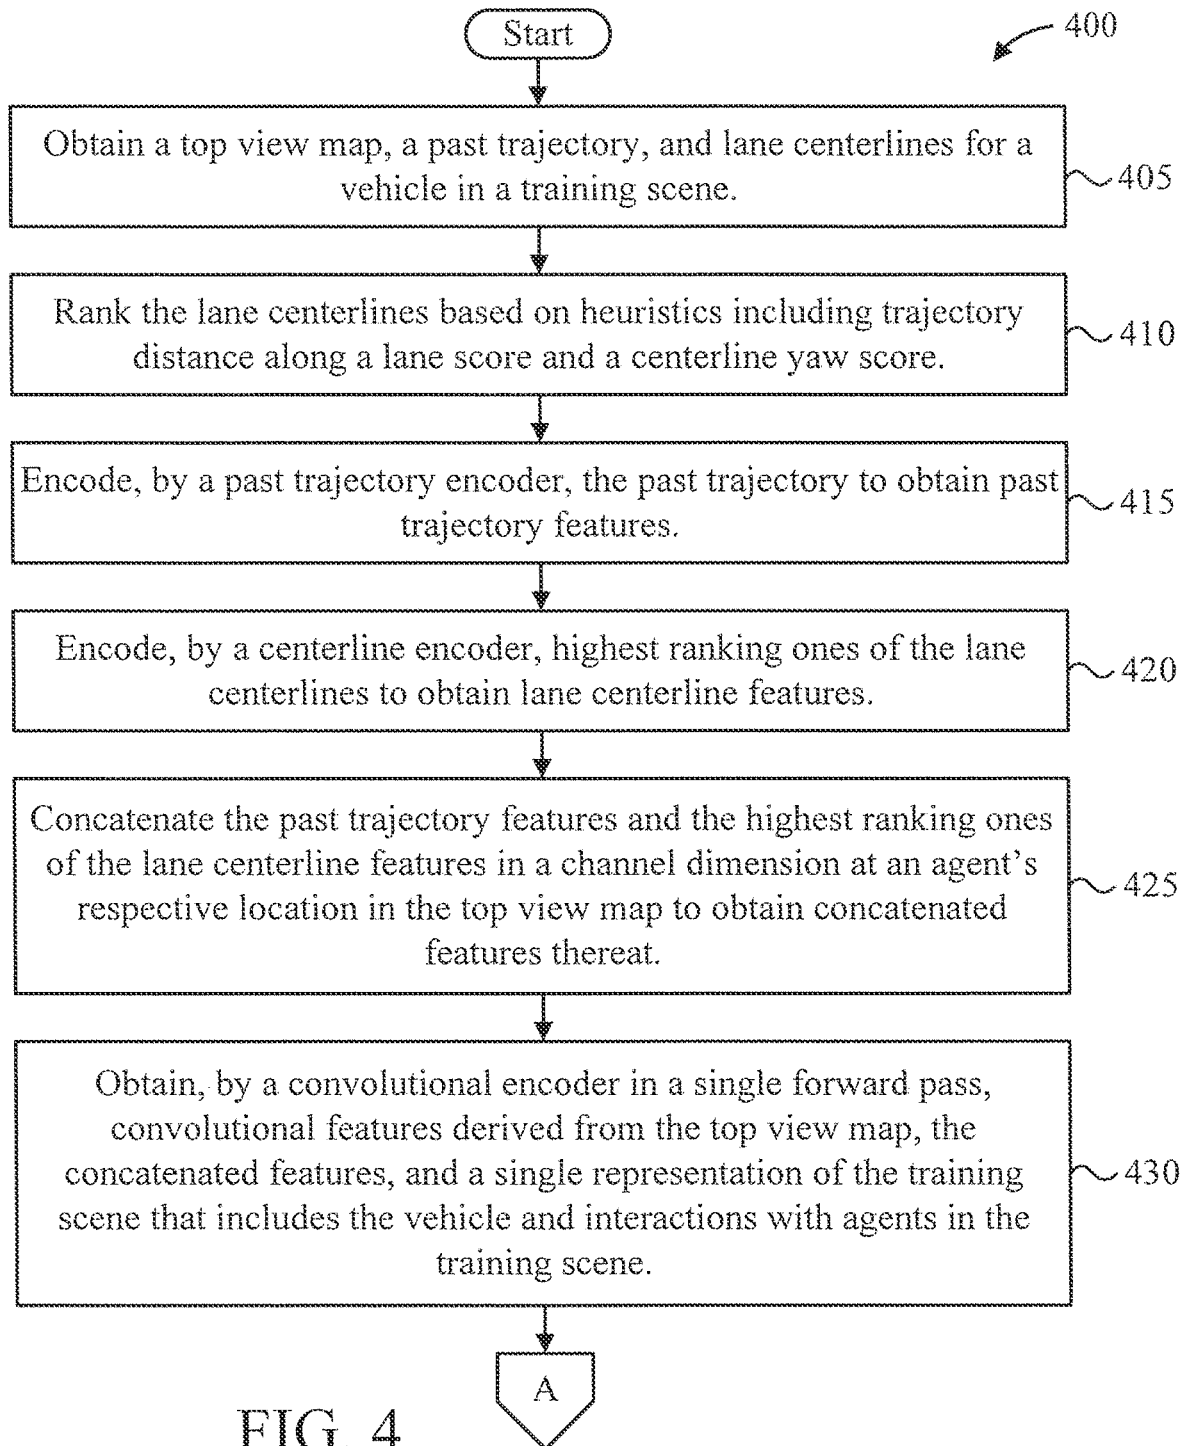 Start
400
Obtain a top view map, a past trajectory, and lane centerlines for a
vehicle in a training scene.
405
Rank the lane centerlines based on heuristics including trajectory
distance along a lane score and a centerline yaw score.
410
Encode, by a past trajectory encoder, the past trajectory to obtain past
trajectory features.
415
Encode, by a centerline encoder, highest ranking ones of the lane
centerlines to obtain lane centerline features.
420
Concatenate the past trajectory features and the highest ranking ones
of the lane centerline features in a channel dimension at an agent's
respective location in the top view map to obtain concatenated
features thereat.
425
Obtain, by a convolutional encoder in a single forward pass,
convolutional features derived from the top view map, the
concatenated features, and a single representation of the training
scene that includes the vehicle and interactions with agents in the
training scene.
430
A
FIG. 4